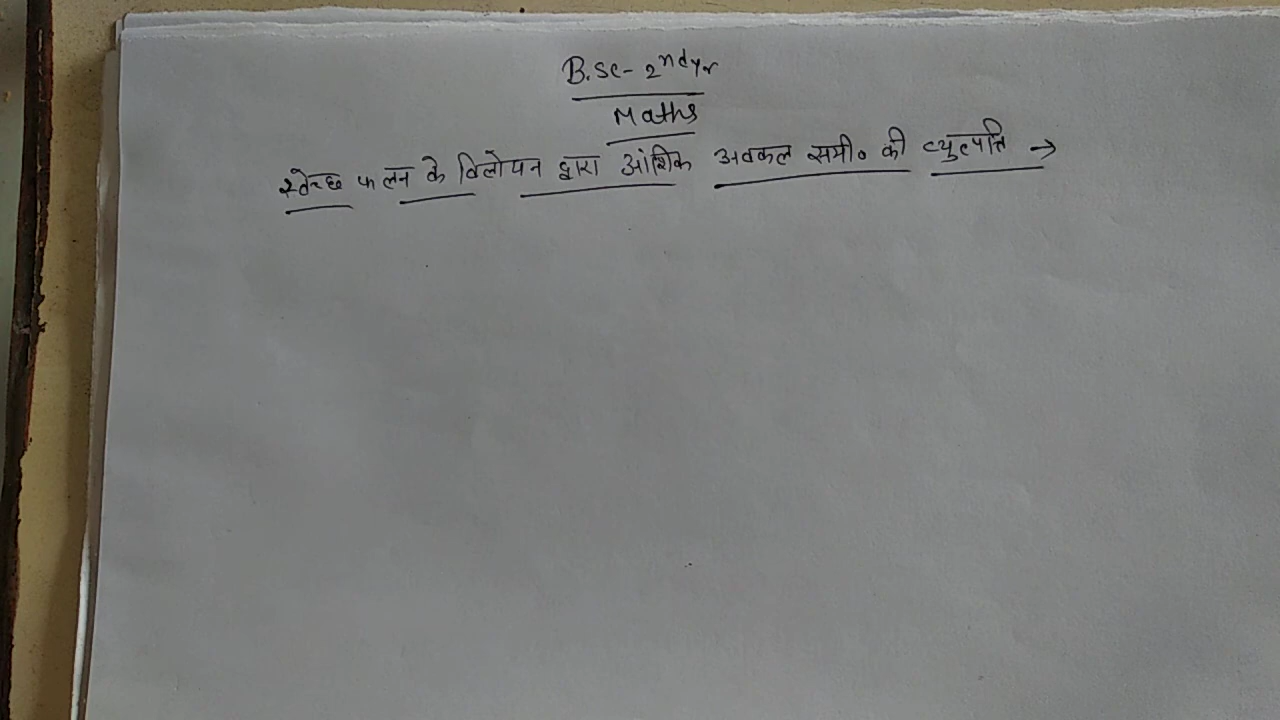 B.Sc- 2nd yr
Maths
स्वेच्छ फलन के विलोपन द्वारा आंशिक अवकल समी० की व्युत्पत्ति →